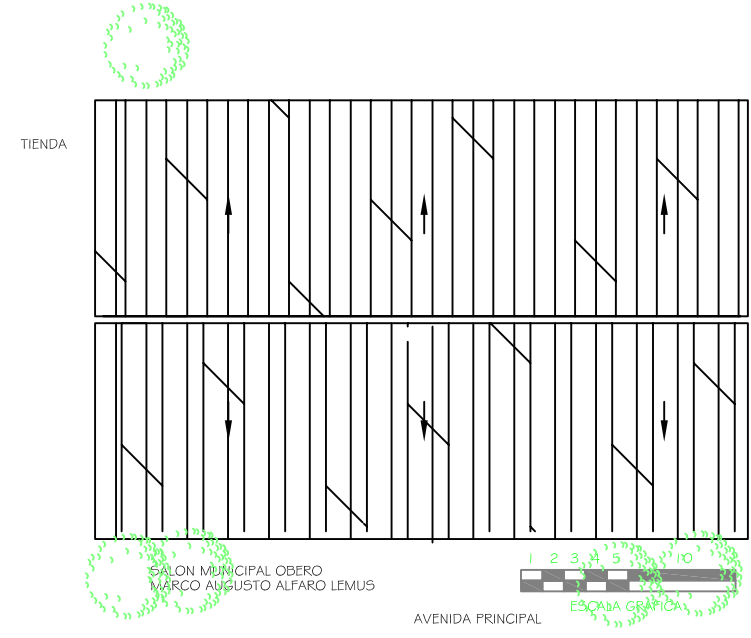 TIENDA
SALON MUNICIPAL OBERO
MARCO AUGUSTO ALFARO LEMUS
1 2 3 4 5 10
ESCALA GRAFICA
AVENIDA PRINCIPAL